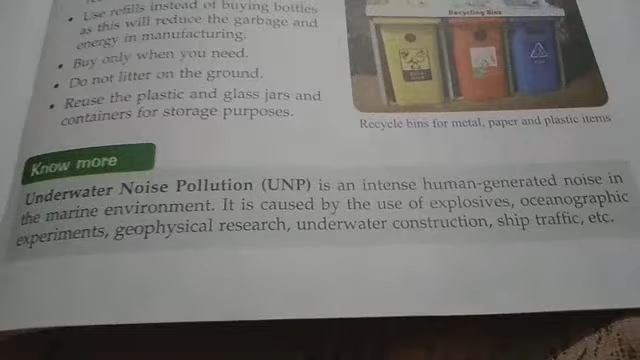 • Use refills instead of buying bottles
as this will reduce the garbage and
energy in manufacturing.
• Buy only when you need.
• Do not litter on the ground.
• Reuse the plastic and glass jars and
containers for storage purposes.
Recycling Bins
Recycle bins for metal, paper and plastic items
Know more
Underwater Noise Pollution (UNP) is an intense human-generated noise in
the marine environment. It is caused by the use of explosives, oceanographic
experiments, geophysical research, underwater construction, ship traffic, etc.